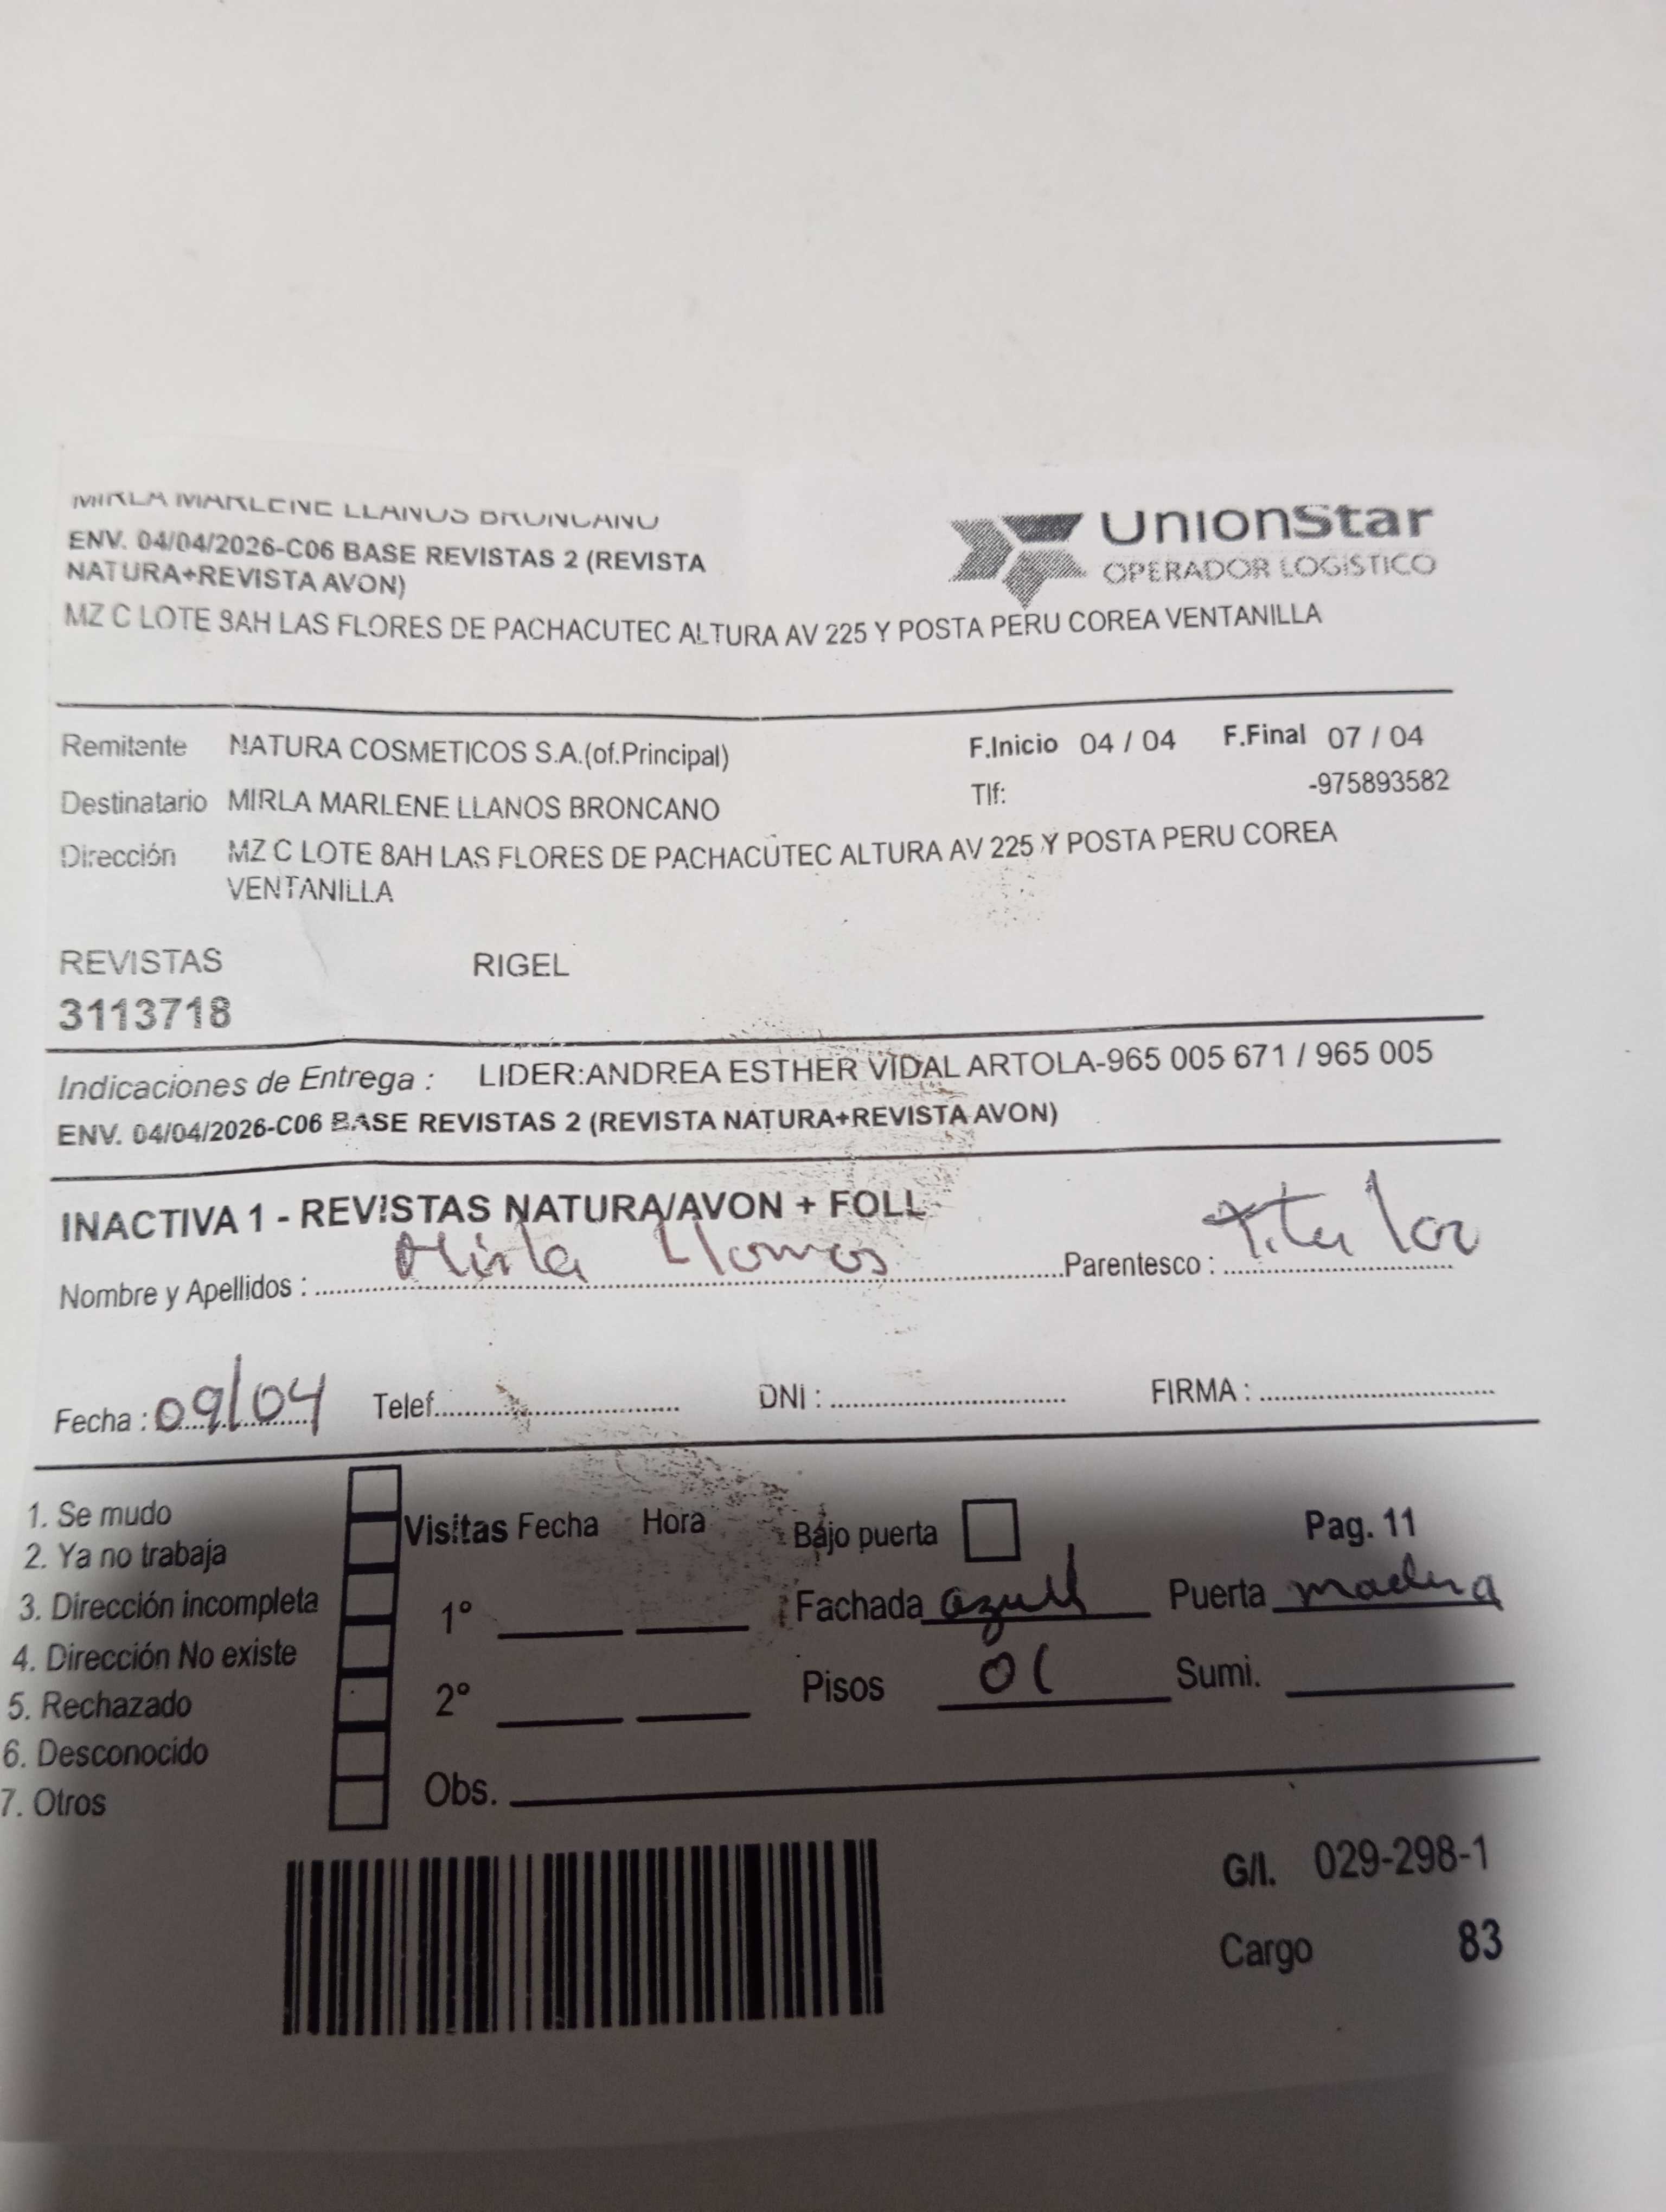 MIRLA MARLENE LLANOS BRONCANO
UnionStar
OPERADOR LOGISTICO
ENV. 04/04/2026-C06 BASE REVISTAS 2 (REVISTA
NATURA+REVISTA AVON)
MZ C LOTE 8AH LAS FLORES DE PACHACUTEC ALTURA AV 225 Y POSTA PERU COREA VENTANILLA
Remitente NATURA COSMETICOS S.A.(of.Principal) F.Inicio 04 / 04 F.Final 07 / 04
Destinatario MIRLA MARLENE LLANOS BRONCANO Tlf: -975893582
Dirección MZ C LOTE 8AH LAS FLORES DE PACHACUTEC ALTURA AV 225 Y POSTA PERU COREA
VENTANILLA
REVISTAS RIGEL
3113718
Indicaciones de Entrega : LIDER:ANDREA ESTHER VIDAL ARTOLA-965 005 671 / 965 005
ENV. 04/04/2026-C06 BASE REVISTAS 2 (REVISTA NATURA+REVISTA AVON)
INACTIVA 1 - REVISTAS NATURA/AVON + FOLL
Nombre y Apellidos : Mirla Llanos Parentesco : titular
Fecha : 09/04 Telef. DNI : FIRMA :
1. Se mudo
2. Ya no trabaja
3. Dirección incompleta
4. Dirección No existe
5. Rechazado
6. Desconocido
7. Otros
Visitas Fecha Hora Bajo puerta Pag. 11
1° Fachada azul Puerta madera
2° Pisos 01 Sumi.
Obs.
G/I. 029-298-1
Cargo 83